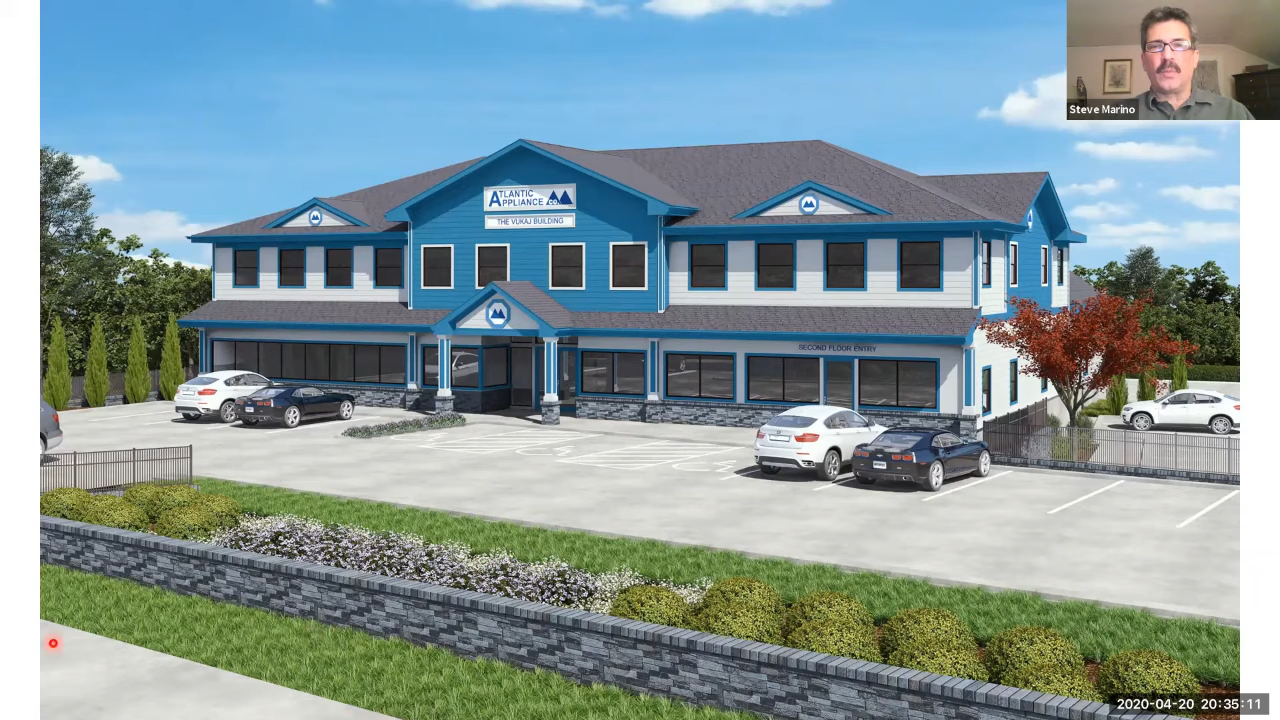 Steve Marino
ATLANTIC
APPLIANCE CO.
THE VUKAJ BUILDING
SECOND FLOOR ENTRY
2020-04-20 20:35:11